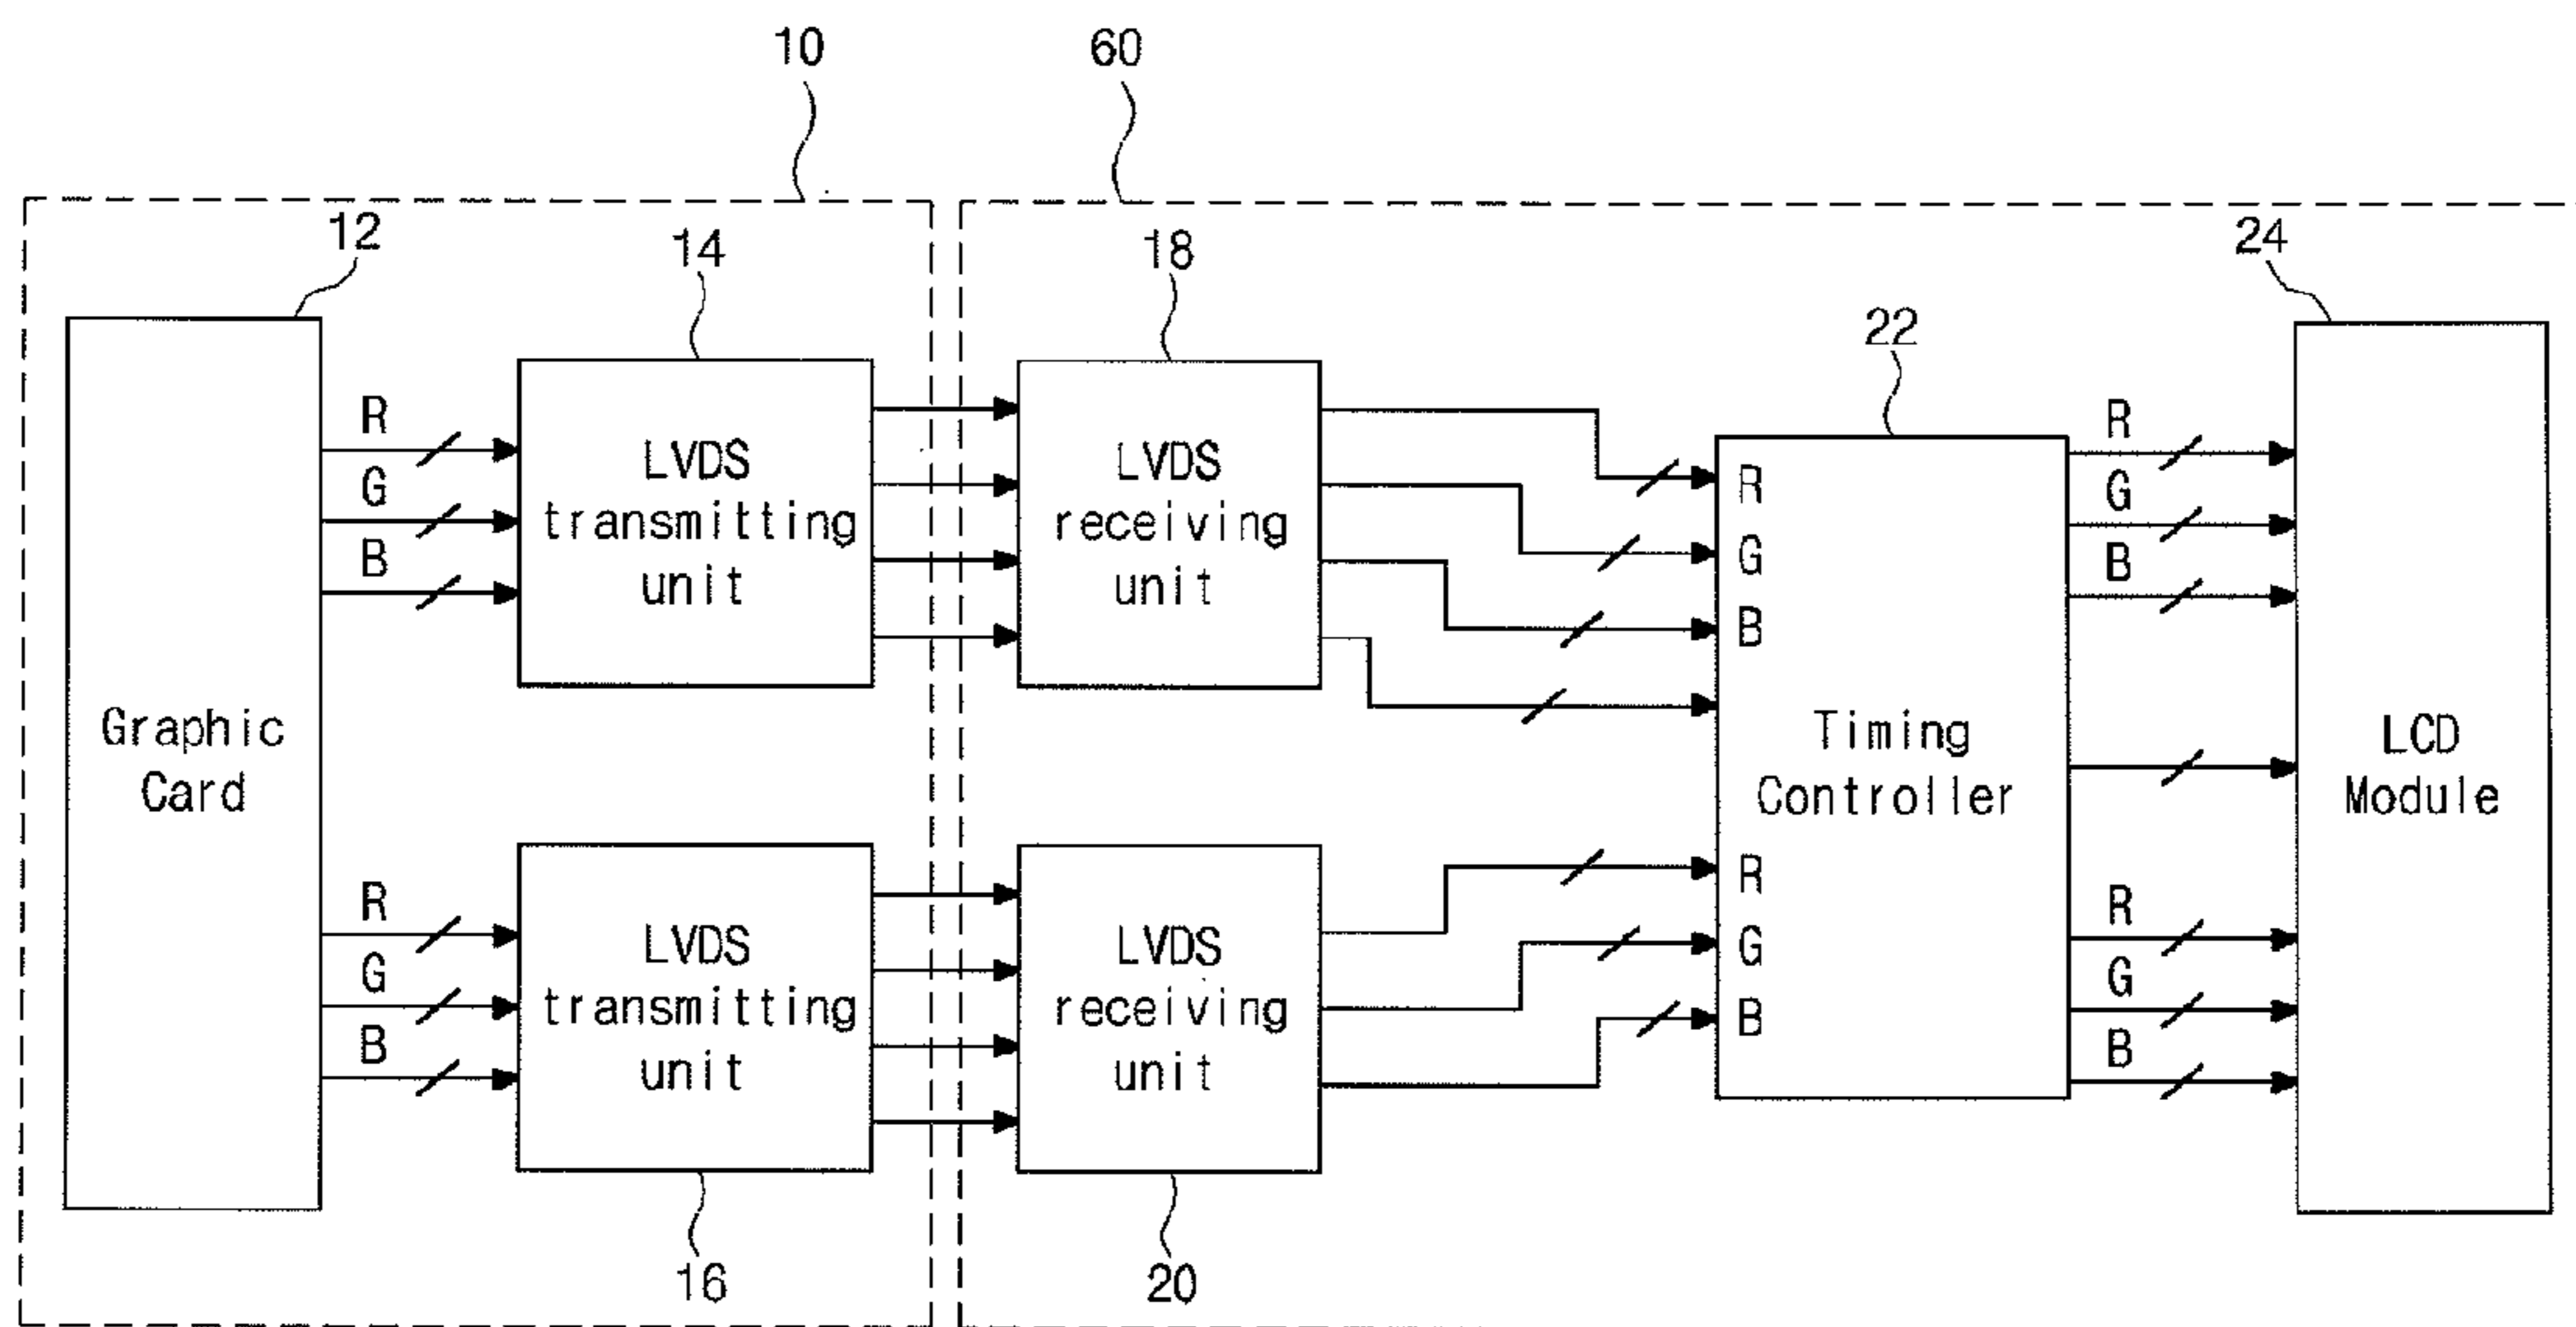 10
60
12
14
18
22
24
R
G
B
LVDS
transmitting
unit
LVDS
receiving
unit
R
G
B
R
G
B
Graphic
Card
Timing
Controller
LCD
Module
R
G
B
LVDS
transmitting
unit
LVDS
receiving
unit
R
G
B
R
G
B
16
20